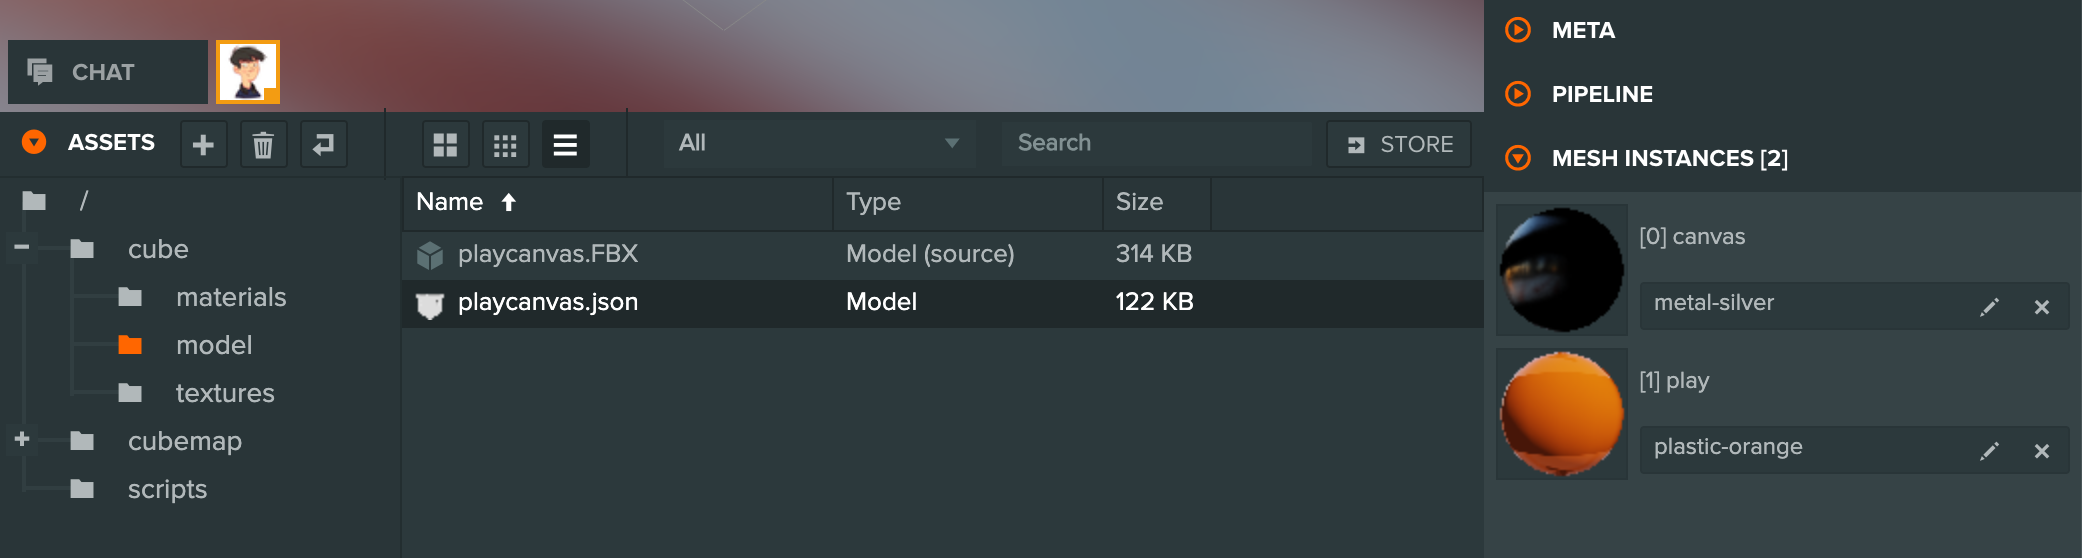 CHAT
ASSETS
All
Search
STORE
/
cube
materials
model
textures
cubemap
scripts
Name Type Size
playcanvas.FBX Model (source) 314 KB
playcanvas.json Model 122 KB
META
PIPELINE
MESH INSTANCES [2]
[0] canvas
metal-silver
[1] play
plastic-orange